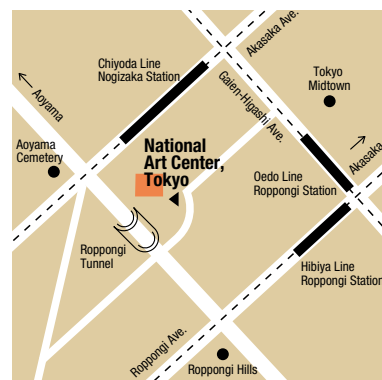 Akasaka Ave.
Chiyoda Line
Nogizaka Station
Gaien-Higashi Ave.
Tokyo
Midtown
← Aoyama
Akasaka →
National
Art Center,
Tokyo
Aoyama
Cemetery
Oedo Line
Roppongi Station
Roppongi
Tunnel
Hibiya Line
Roppongi Station
Roppongi Ave.
Roppongi Hills